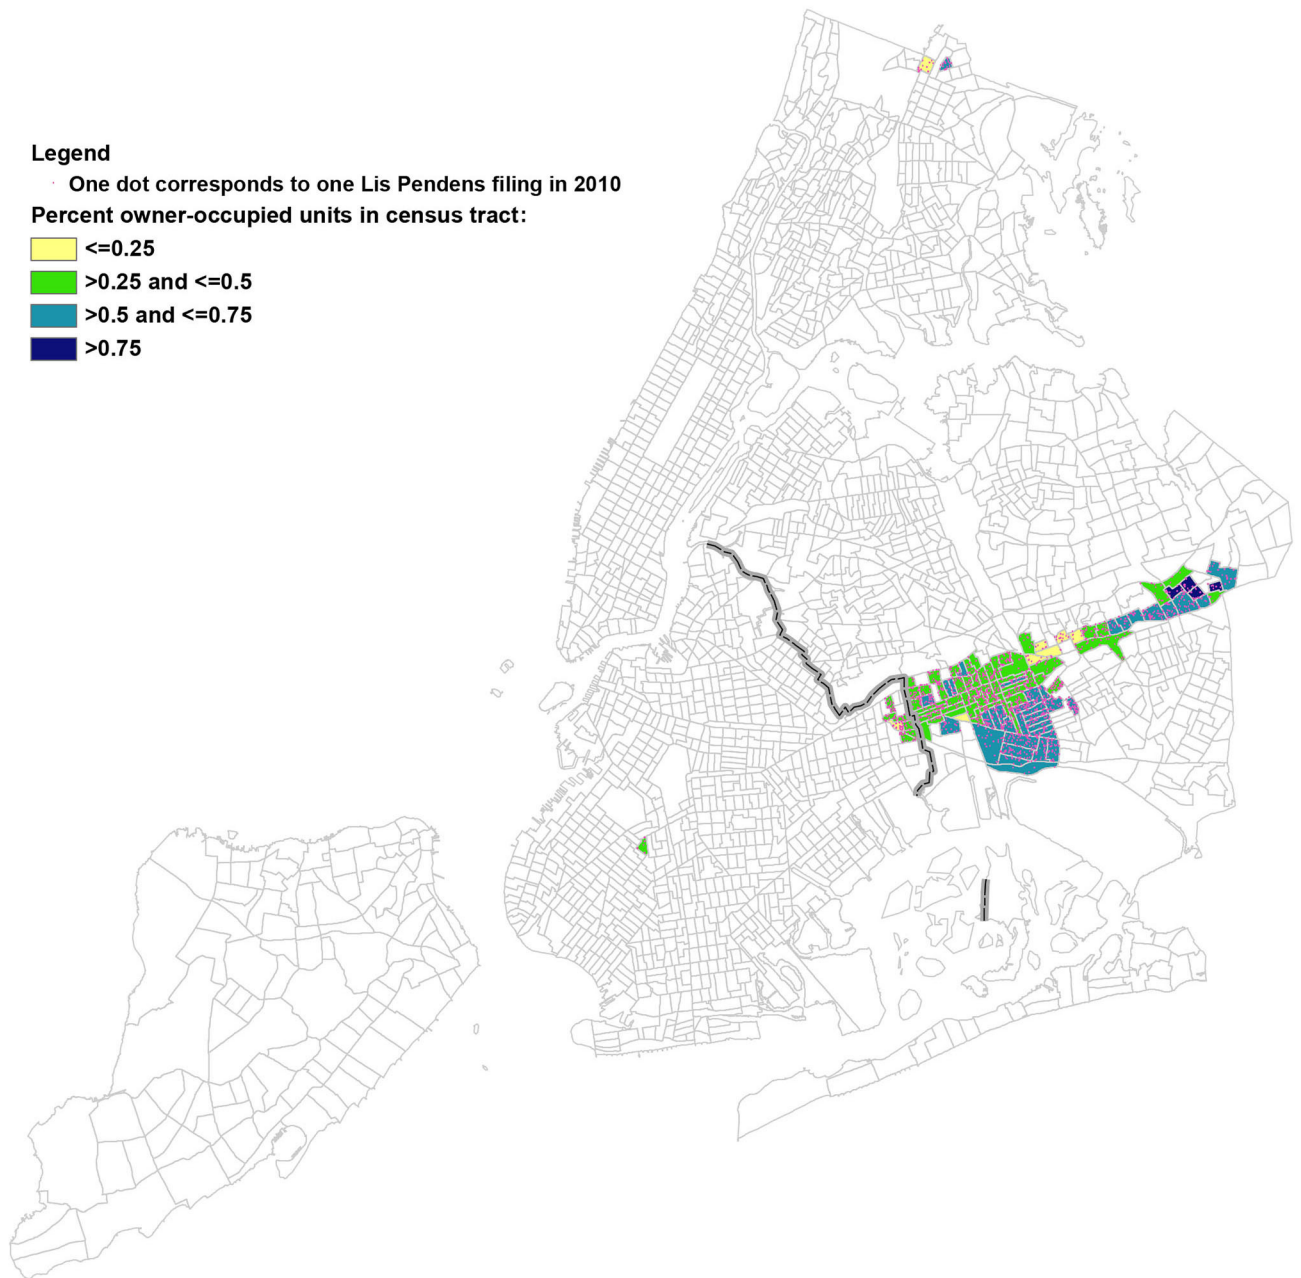 Legend
One dot corresponds to one Lis Pendens filing in 2010
Percent owner-occupied units in census tract:
<=0.25
>0.25 and <=0.5
>0.5 and <=0.75
>0.75